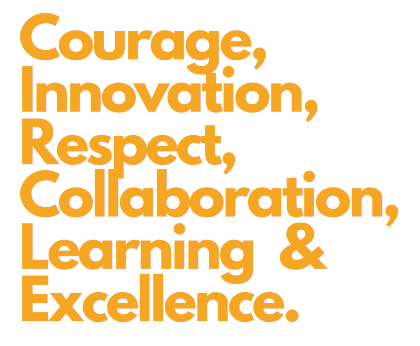 Courage,
Innovation,
Respect,
Collaboration,
Learning &
Excellence.